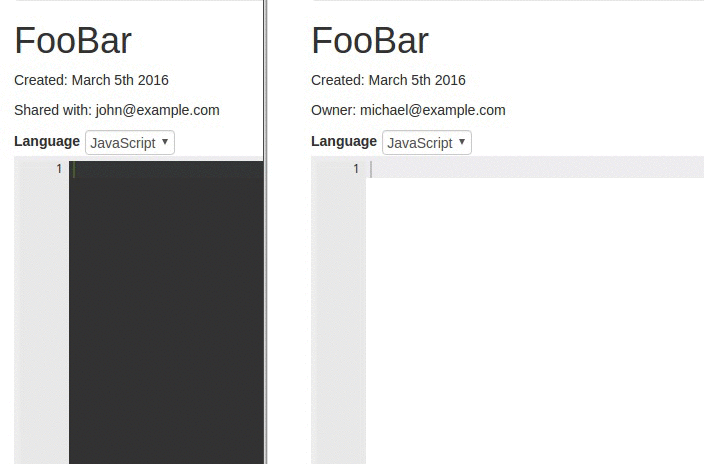 FooBar
Created: March 5th 2016
Shared with: john@example.com
Language JavaScript
1
FooBar
Created: March 5th 2016
Owner: michael@example.com
Language JavaScript
1